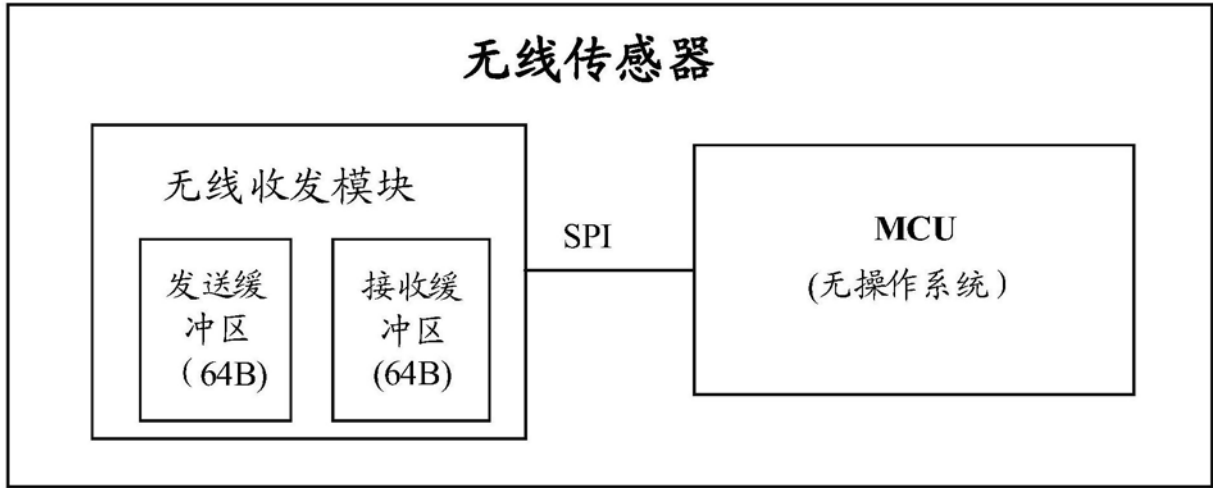 无线传感器
无线收发模块
发送缓
冲区
（64B)
接收缓
冲区
(64B)
SPI
MCU
(无操作系统）